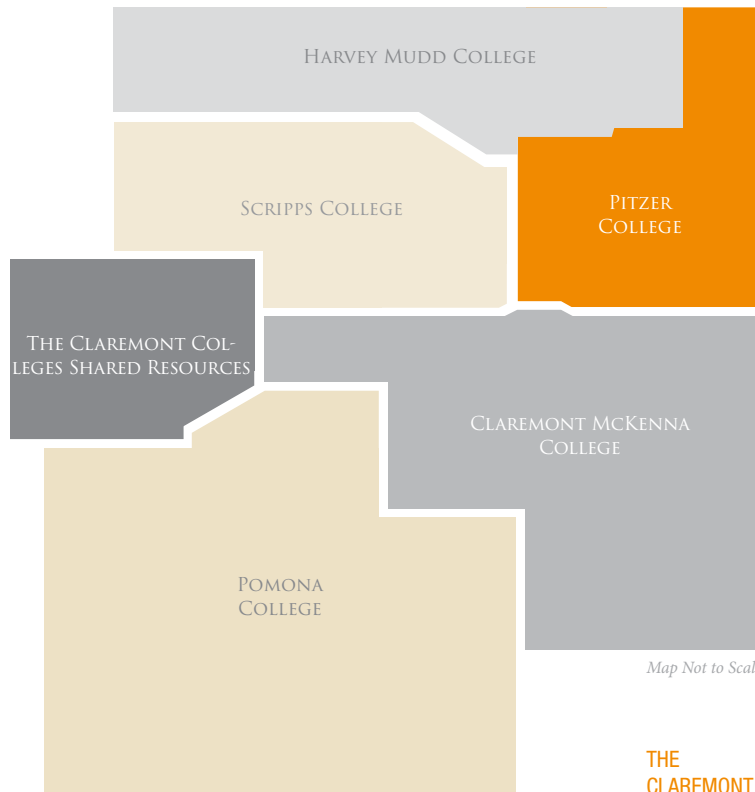 Harvey Mudd College
Scripps College
Pitzer
College
The Claremont Col-
leges Shared Resources
Claremont McKenna
College
Pomona
College
Map Not to Scal
THE
CLAREMONT